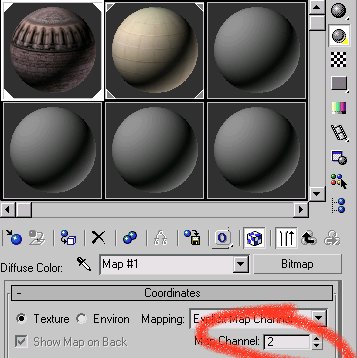 0
Diffuse Color: Map #1 Bitmap
- Coordinates
Texture Environ Mapping: Explicit Map Channel
Show Map on Back Map Channel: 2